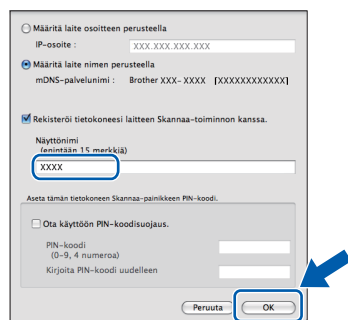 Määritä laite osoitteen perusteella
IP-osoite : XXX.XXX.XXX.XXX
Määritä laite nimen perusteella
mDNS-palvelunimi : Brother XXX- XXXX [XXXXXXXXXXXX]
Rekisteröi tietokoneesi laitteen Skannaa-toiminnon kanssa.
Näyttönimi
(enintään 15 merkkiä)
XXXX
Aseta tämän tietokoneen Skannaa-painikkeen PIN-koodi.
Ota käyttöön PIN-koodisuojaus.
PIN-koodi
(0-9, 4 numeroa)
Kirjoita PIN-koodi uudelleen
Peruuta OK